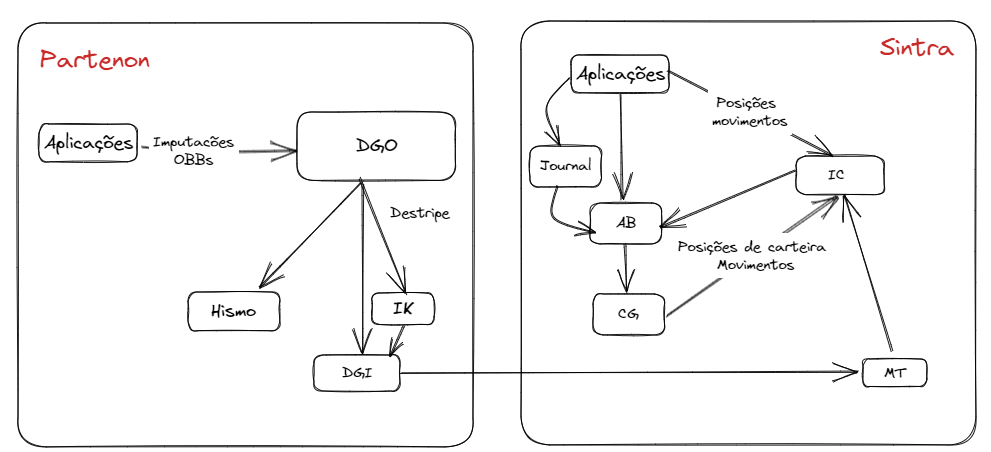 Partenon
Aplicações
Imputacões
OBBs
DGO
Destripe
Hismo
IK
DGI
Sintra
Aplicações
Posições
movimentos
Journal
IC
AB
Posições de carteira
Movimentos
CG
MT